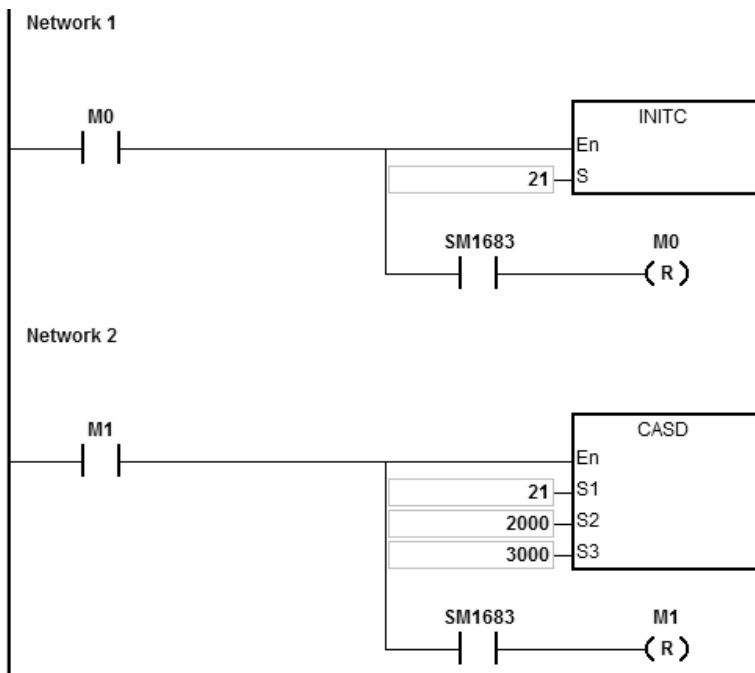 Network 1
M0
INITC
En
21 S
SM1683 M0
R
Network 2
M1
CASD
En
21 S1
2000 S2
3000 S3
SM1683 M1
R